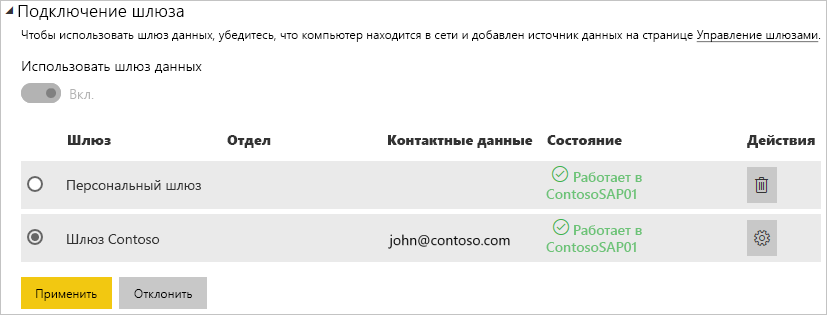 Подключение шлюза
Чтобы использовать шлюз данных, убедитесь, что компьютер находится в сети и добавлен источник данных на странице Управление шлюзами.
Использовать шлюз данных
Вкл.
Шлюз Отдел Контактные данные Состояние Действия
Персональный шлюз Работает в
ContosoSAP01
Шлюз Contoso john@contoso.com Работает в
ContosoSAP01
Применить Отклонить